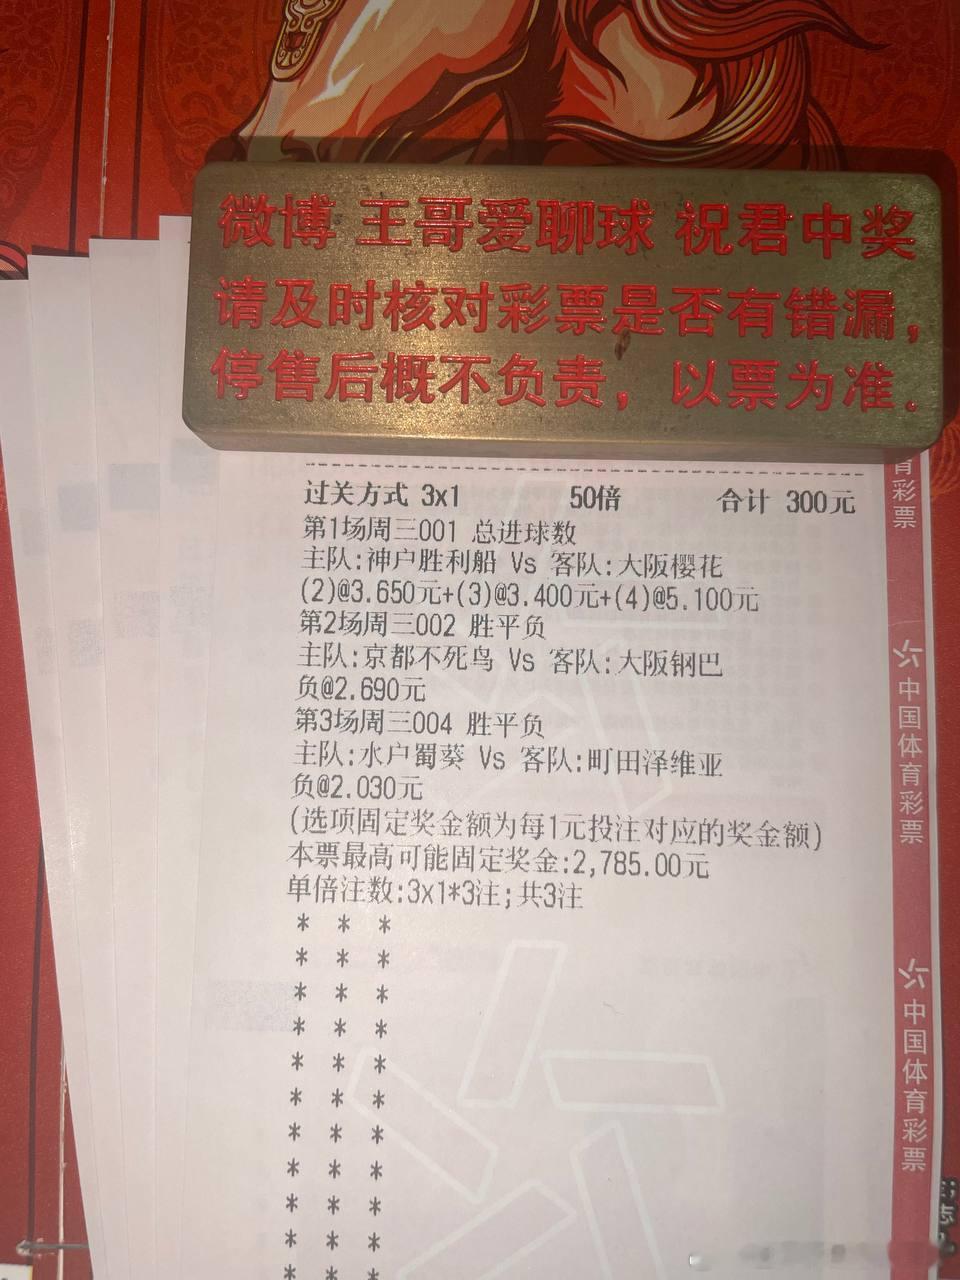 微博 王哥爱聊球 祝君中奖
请及时核对彩票是否有错漏，
停售后概不负责，以票为准.
过关方式 3x1 50倍 合计 300元
第1场周三001 总进球数
主队:神户胜利船 Vs 客队:大阪樱花
(2)@3.650元+(3)@3.400元+(4)@5.100元
第2场周三002 胜平负
主队:京都不死鸟 Vs 客队:大阪钢巴
负@2.690元
第3场周三004 胜平负
主队:水户蜀葵 Vs 客队:町田泽维亚
负@2.030元
(选项固定奖金额为每1元投注对应的奖金额)
本票最高可能固定奖金:2,785.00元
单倍注数:3x1*3注;共3注
* * *
* * *
* * *
* * *
* * *
* * *
* * *
* * *
* * *
* * *
* * *
育彩票
中国体育彩票
中国体育彩票